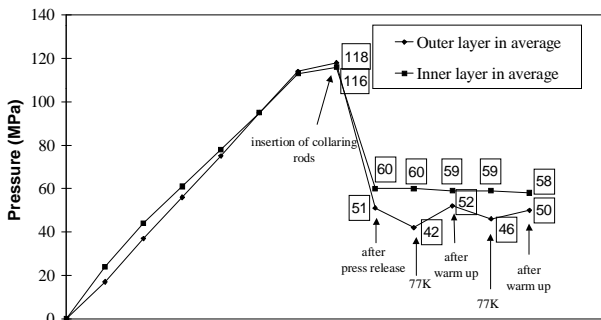 140
120
100
80
60
40
20
0
Pressure (MPa)
Outer layer in average
Inner layer in average
118
116
insertion of collaring
rods
60
60
59
59
58
51
42
52
46
50
after
press release
77K
after
warm up
77K
after
warm up